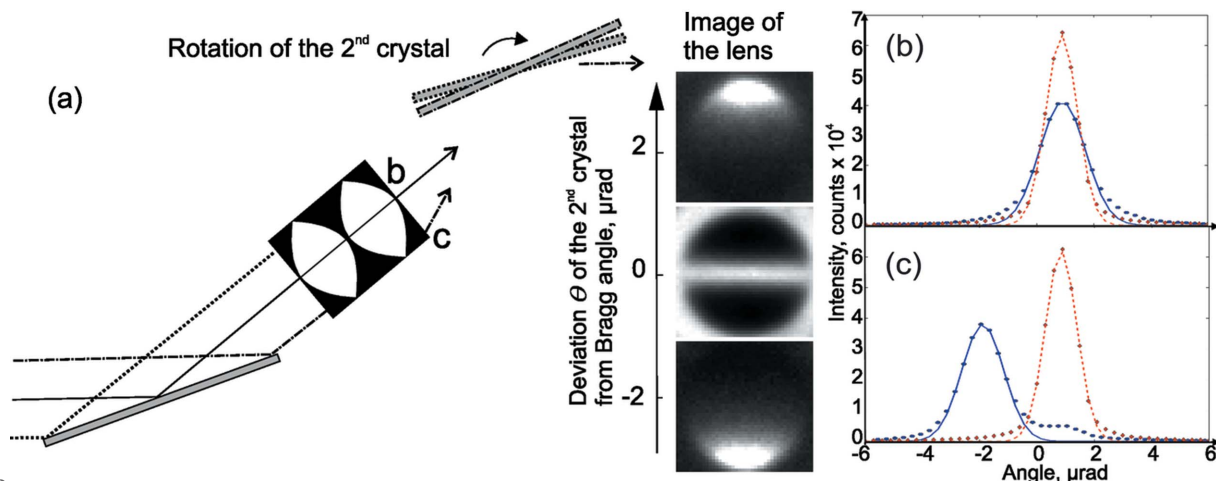 Rotation of the 2nd crystal
(a)
b
c
Image of
the lens
Deviation Θ of the 2nd crystal
from Bragg angle, μrad
2
0
-2
Intensity, counts x 10⁴
7
6
5
4
3
2
1
0
(b)
6
5
4
3
2
1
0
(c)
-6
-4
-2
0
2
4
6
Angle, μrad